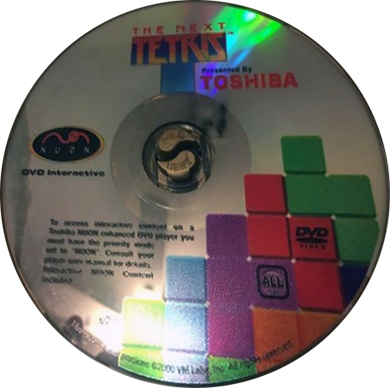 THE NEXT
TETRIS™
Presented By
TOSHIBA
NUON
DVD Interactive
To access interactive content on a
Toshiba NUON enhanced DVD player you
must have the priority mode
set to "NUON". Consult your
player user manual for details.
Interactive NUON Content
Included
DVD
VIDEO
ALL
©2000 VM Labs, Inc. All rights reserved